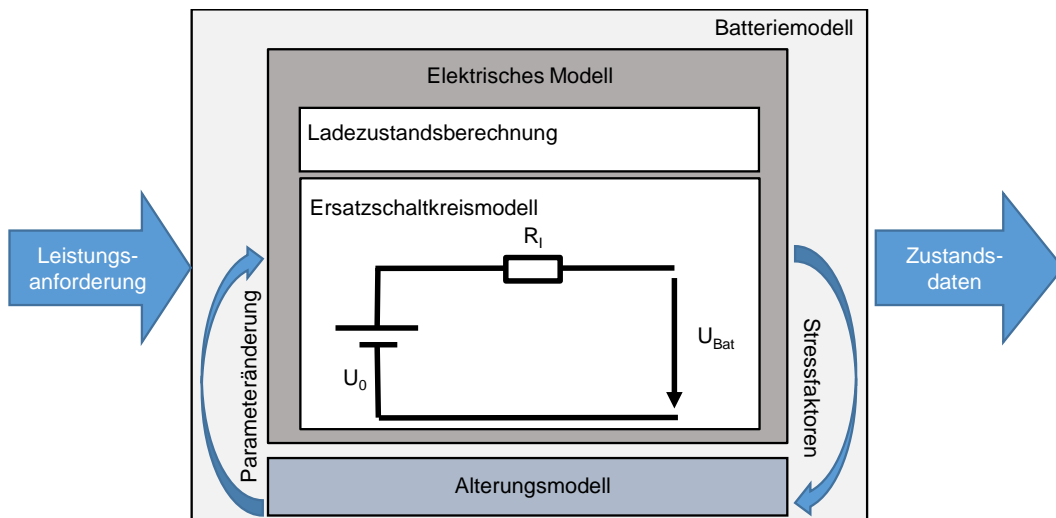 Batteriemodell
Elektrisches Modell
Ladezustandsberechnung
Ersatzschaltkreismodell
R_I
Leistungs-
anforderung
Zustands-
daten
Parameteränderung
U_0
U_Bat
Stressfaktoren
Alterungsmodell